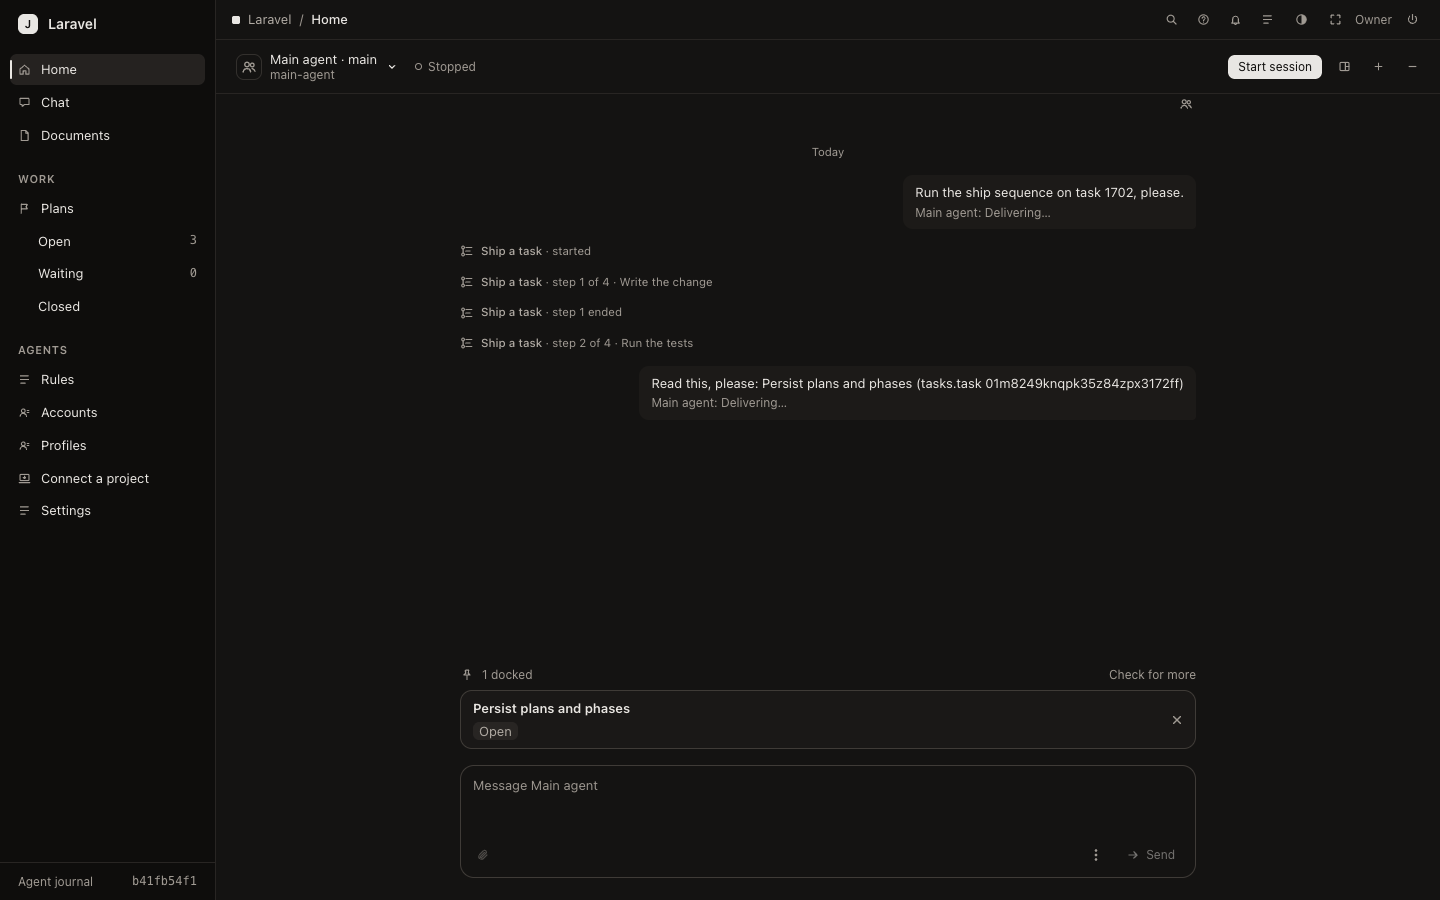 J Laravel
Home
Chat
Documents
WORK
Plans
Open 3
Waiting 0
Closed
AGENTS
Rules
Accounts
Profiles
Connect a project
Settings
Agent journal b41fb54f1
Laravel / Home
Owner
Main agent · main
main-agent
Stopped
Start session
Today
Run the ship sequence on task 1702, please.
Main agent: Delivering…
Ship a task · started
Ship a task · step 1 of 4 · Write the change
Ship a task · step 1 ended
Ship a task · step 2 of 4 · Run the tests
Read this, please: Persist plans and phases (tasks.task 01m8249knqpk35z84zpx3172ff)
Main agent: Delivering…
1 docked
Check for more
Persist plans and phases
Open
Message Main agent
Send